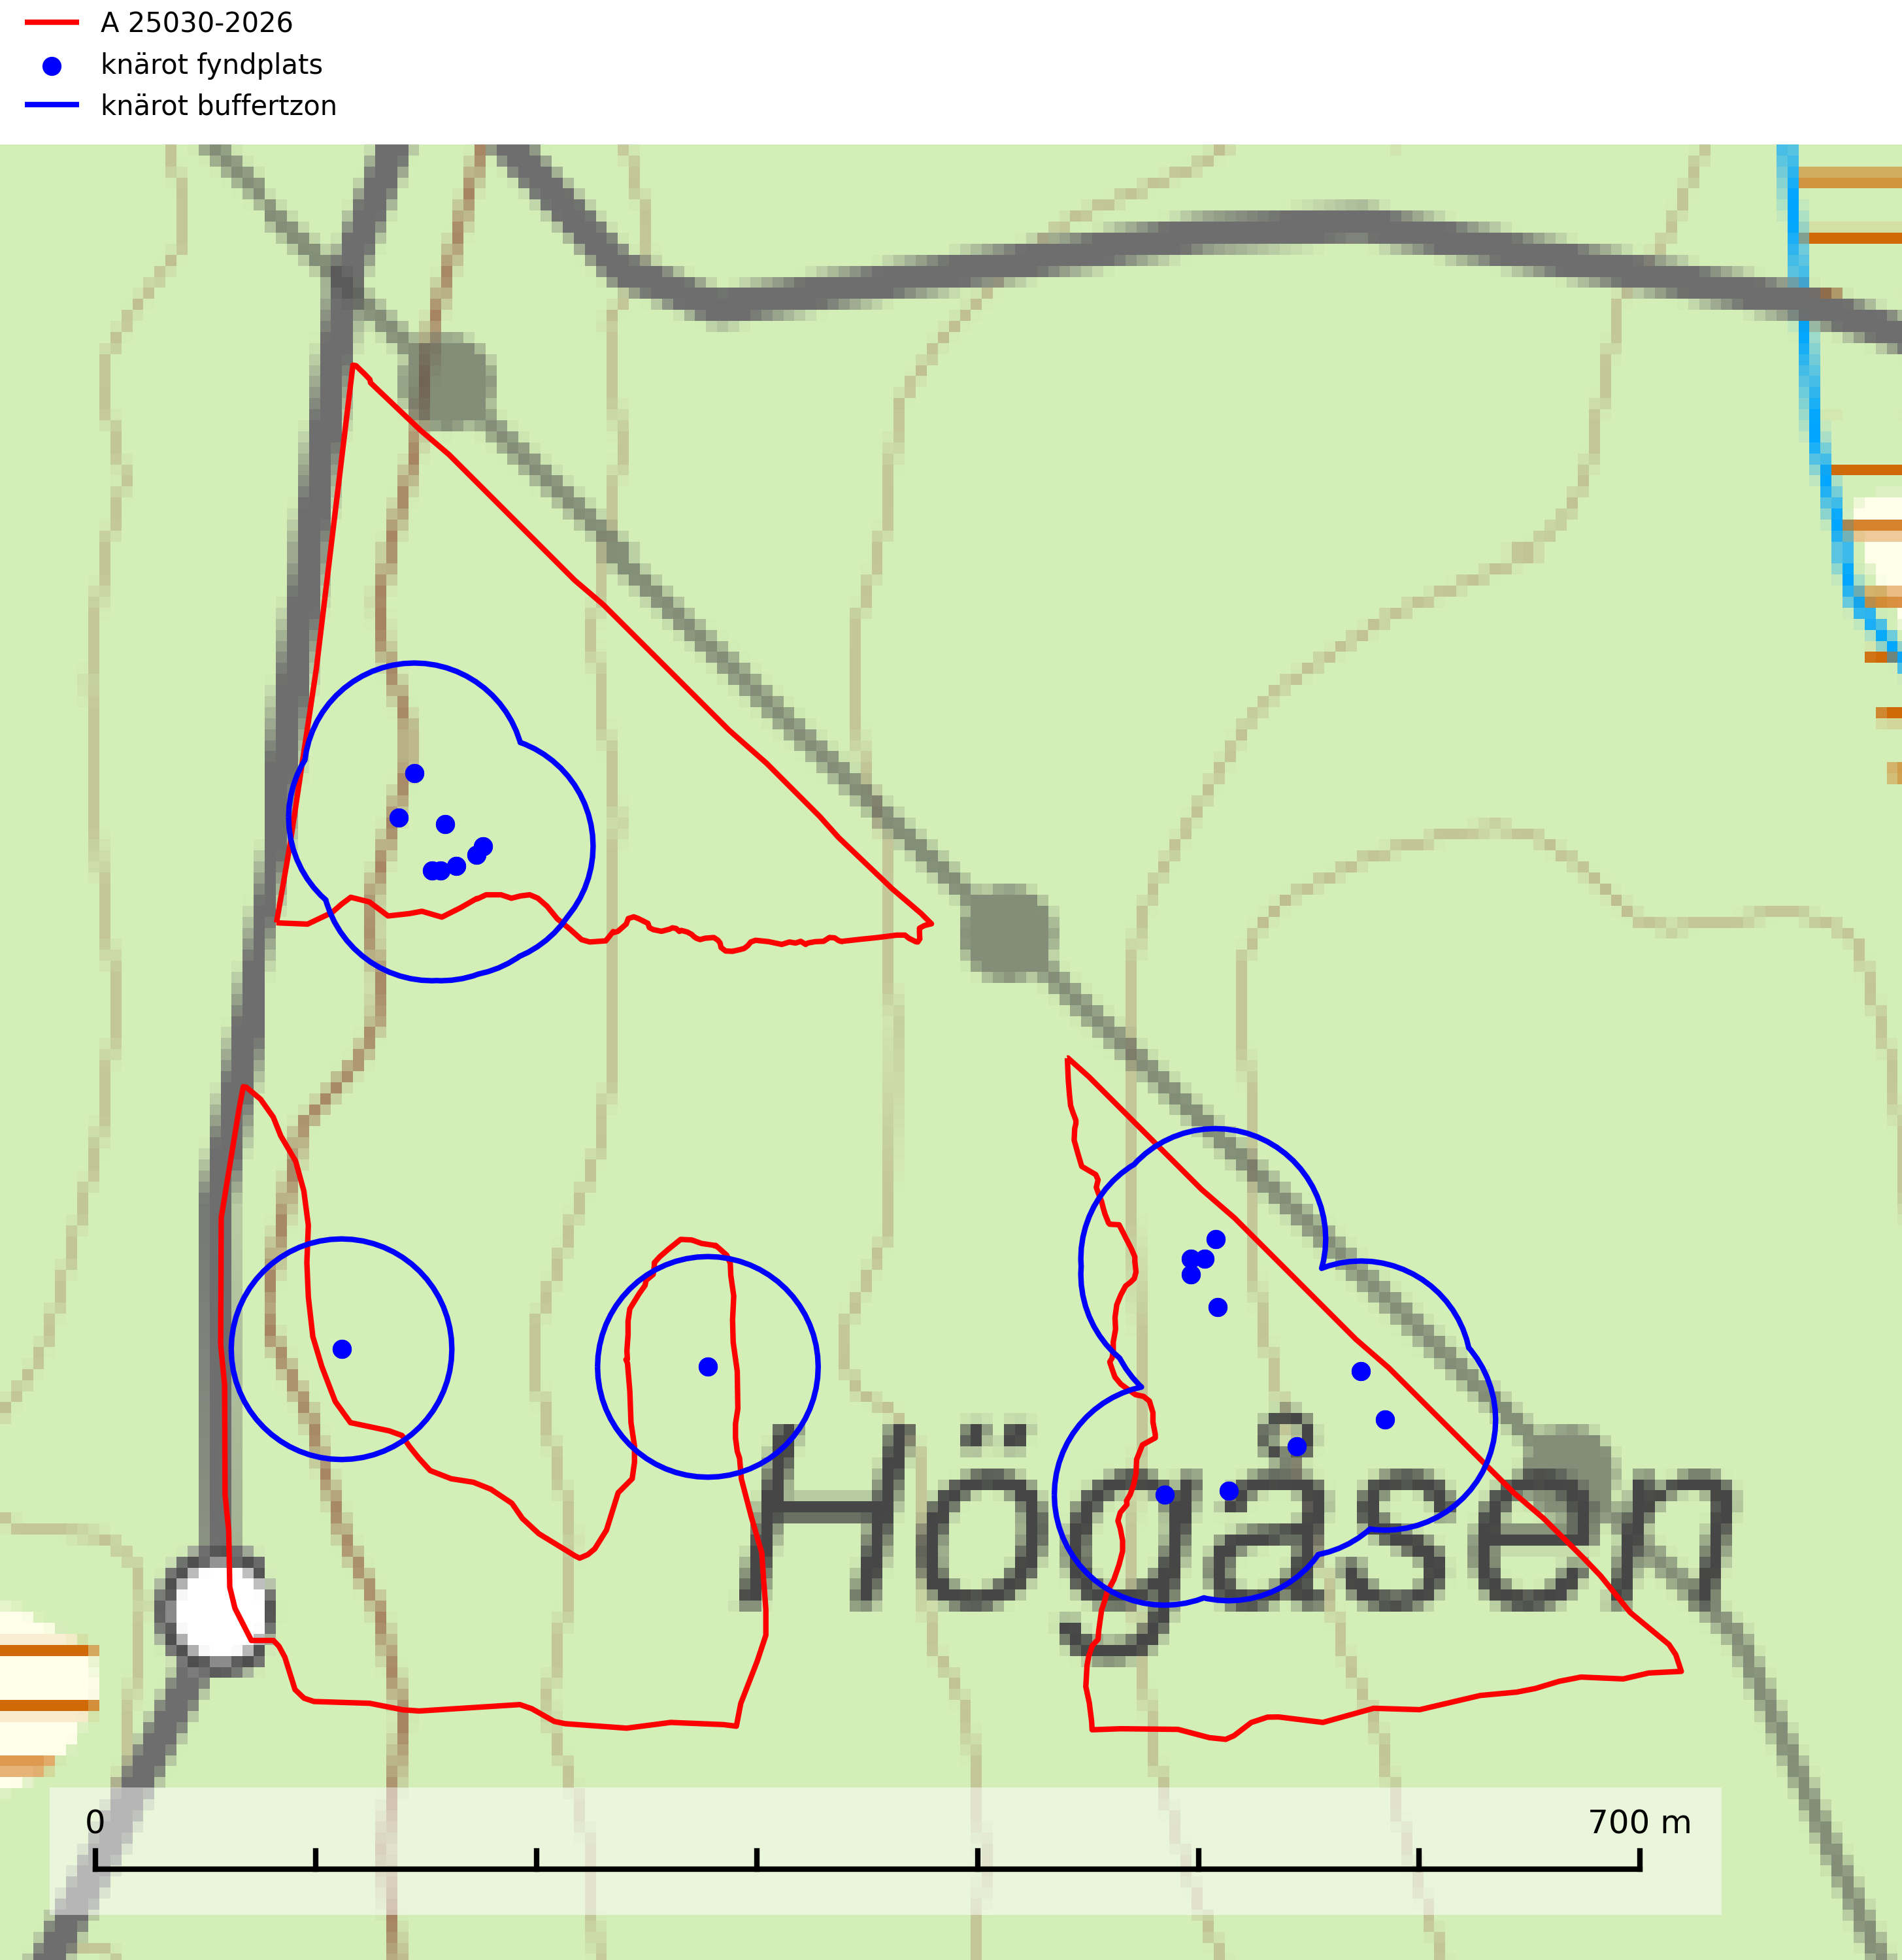 A 25030-2026
knärot fyndplats
knärot buffertzon
Högåsen
0
700 m